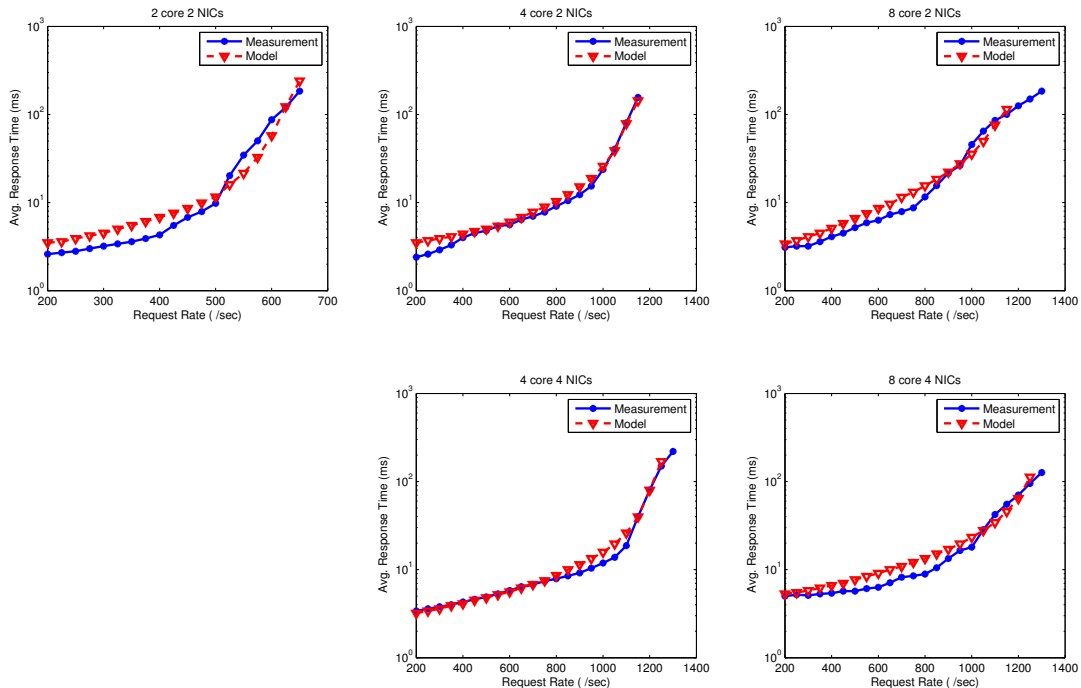 2 core 2 NICs
10^3
10^2
10^1
10^0
Avg. Response Time (ms)
Measurement
Model
200 300 400 500 600 700
Request Rate ( /sec)
4 core 2 NICs
10^3
10^2
10^1
10^0
Avg. Response Time (ms)
Measurement
Model
200 400 600 800 1000 1200 1400
Request Rate ( /sec)
8 core 2 NICs
10^3
10^2
10^1
10^0
Avg. Response Time (ms)
Measurement
Model
200 400 600 800 1000 1200 1400
Request Rate ( /sec)
4 core 4 NICs
10^3
10^2
10^1
10^0
Avg. Response Time (ms)
Measurement
Model
200 400 600 800 1000 1200 1400
Request Rate ( /sec)
8 core 4 NICs
10^3
10^2
10^1
10^0
Avg. Response Time (ms)
Measurement
Model
200 400 600 800 1000 1200 1400
Request Rate ( /sec)